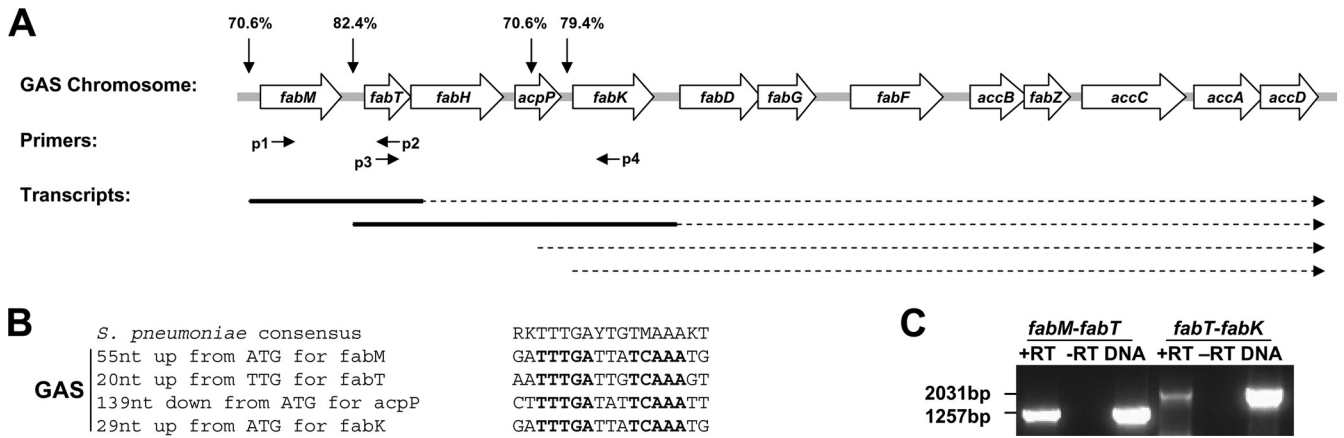 A
70.6% 82.4% 70.6% 79.4%
GAS Chromosome: fabM fabT fabH acpP fabK fabD fabG fabF accB fabZ accC accA accD
Primers: p1 p2
p3 p4
Transcripts:
B
S. pneumoniae consensus RKTTTGAYTGTMAAAKT
GAS
55nt up from ATG for fabM GATTTGATTATCAAATG
20nt up from TTG for fabT AATTTGATTGTCAAAGT
139nt down from ATG for acpP CTTTTGATATTCAAATT
29nt up from ATG for fabK GATTTGATTATCAAATT
C
fabM-fabT fabT-fabK
+RT -RT DNA +RT –RT DNA
2031bp
1257bp